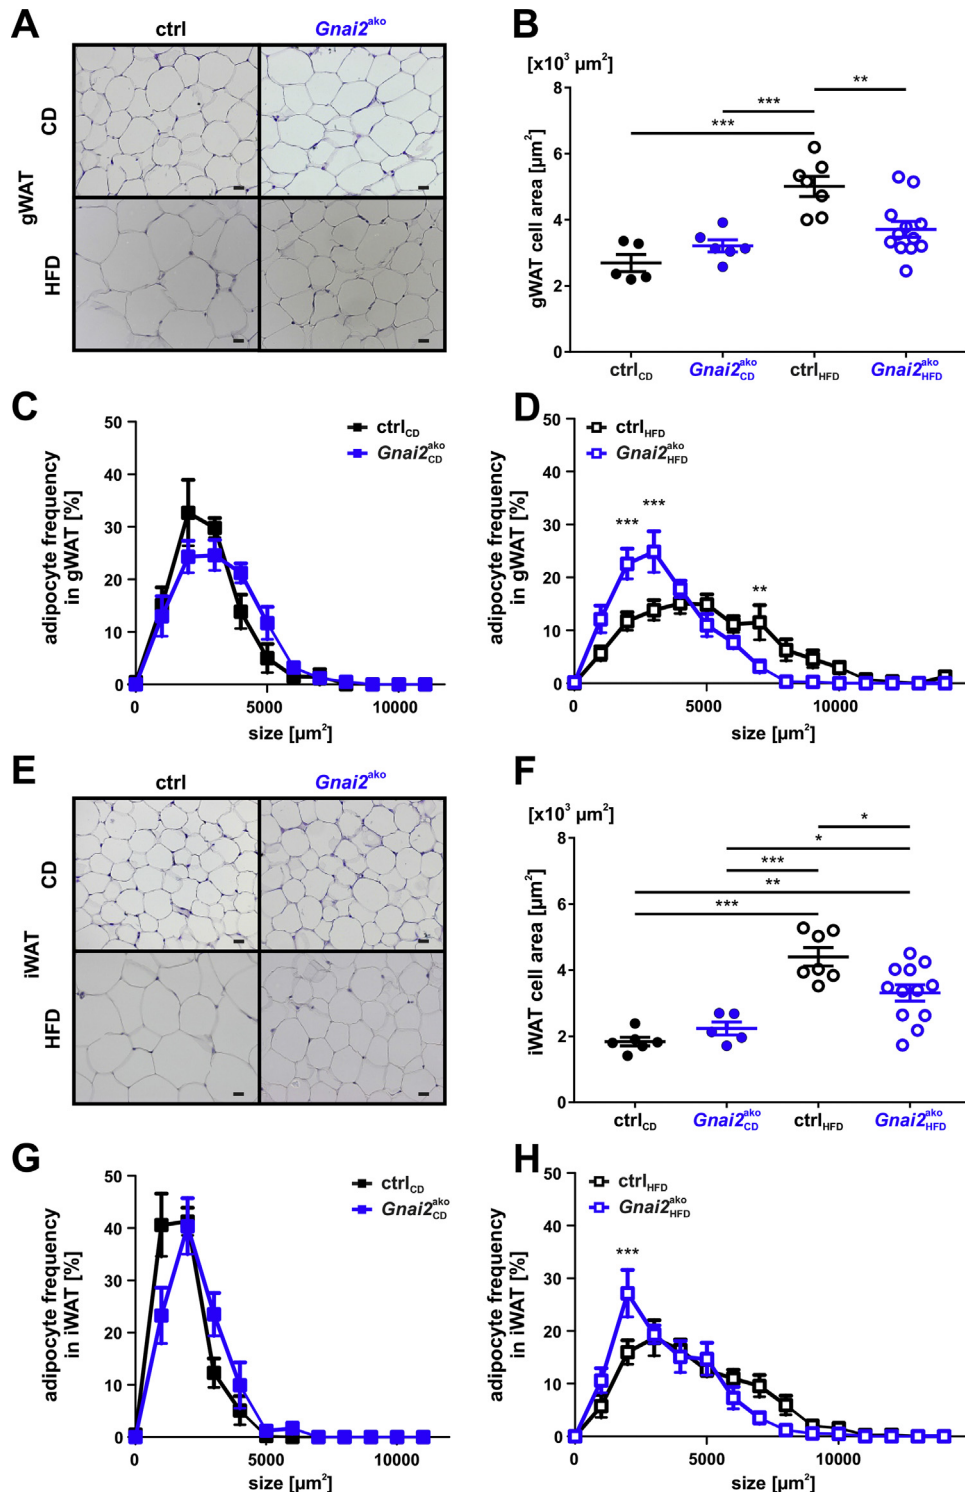 A
ctrl
Gnai2ako
gWAT
CD
HFD
B
[x10³ µm²]
gWAT cell area [µm²]
8
6
4
2
0
***
***
**
ctrlCD
Gnai2akoCD
ctrlHFD
Gnai2akoHFD
C
adipocyte frequency
in gWAT [%]
50
40
30
20
10
0
ctrlCD
Gnai2akoCD
0
5000
10000
size [µm²]
D
adipocyte frequency
in gWAT [%]
50
40
30
20
10
0
ctrlHFD
Gnai2akoHFD
***
***
**
0
5000
10000
size [µm²]
E
ctrl
Gnai2ako
iWAT
CD
HFD
F
[x10³ µm²]
iWAT cell area [µm²]
8
6
4
2
0
*
*
***
**
***
ctrlCD
Gnai2akoCD
ctrlHFD
Gnai2akoHFD
G
adipocyte frequency
in iWAT [%]
50
40
30
20
10
0
ctrlCD
Gnai2akoCD
0
5000
10000
size [µm²]
H
adipocyte frequency
in iWAT [%]
50
40
30
20
10
0
ctrlHFD
Gnai2akoHFD
***
0
5000
10000
size [µm²]